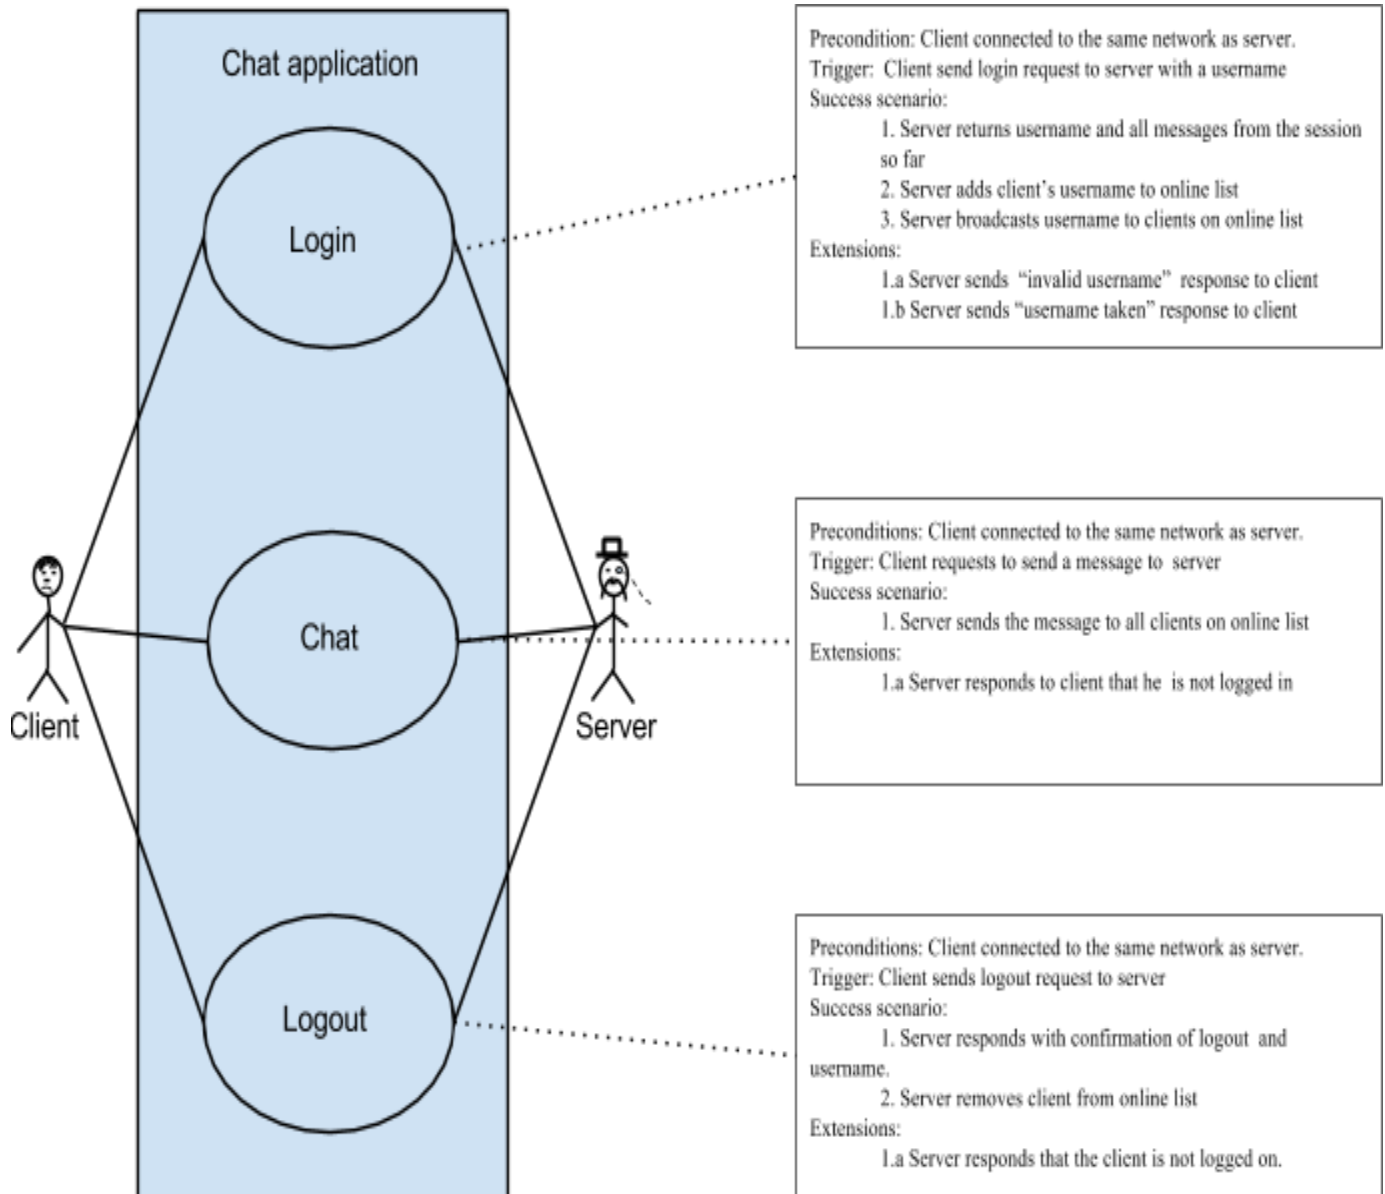 Chat application
Login
Chat
Logout
Client
Server
Precondition: Client connected to the same network as server.
Trigger: Client send login request to server with a username
Success scenario:
1. Server returns username and all messages from the session
so far
2. Server adds client's username to online list
3. Server broadcasts username to clients on online list
Extensions:
1.a Server sends “invalid username” response to client
1.b Server sends “username taken” response to client
Preconditions: Client connected to the same network as server.
Trigger: Client requests to send a message to server
Success scenario:
1. Server sends the message to all clients on online list
Extensions:
1.a Server responds to client that he is not logged in
Preconditions: Client connected to the same network as server.
Trigger: Client sends logout request to server
Success scenario:
1. Server responds with confirmation of logout and
username.
2. Server removes client from online list
Extensions:
1.a Server responds that the client is not logged on.